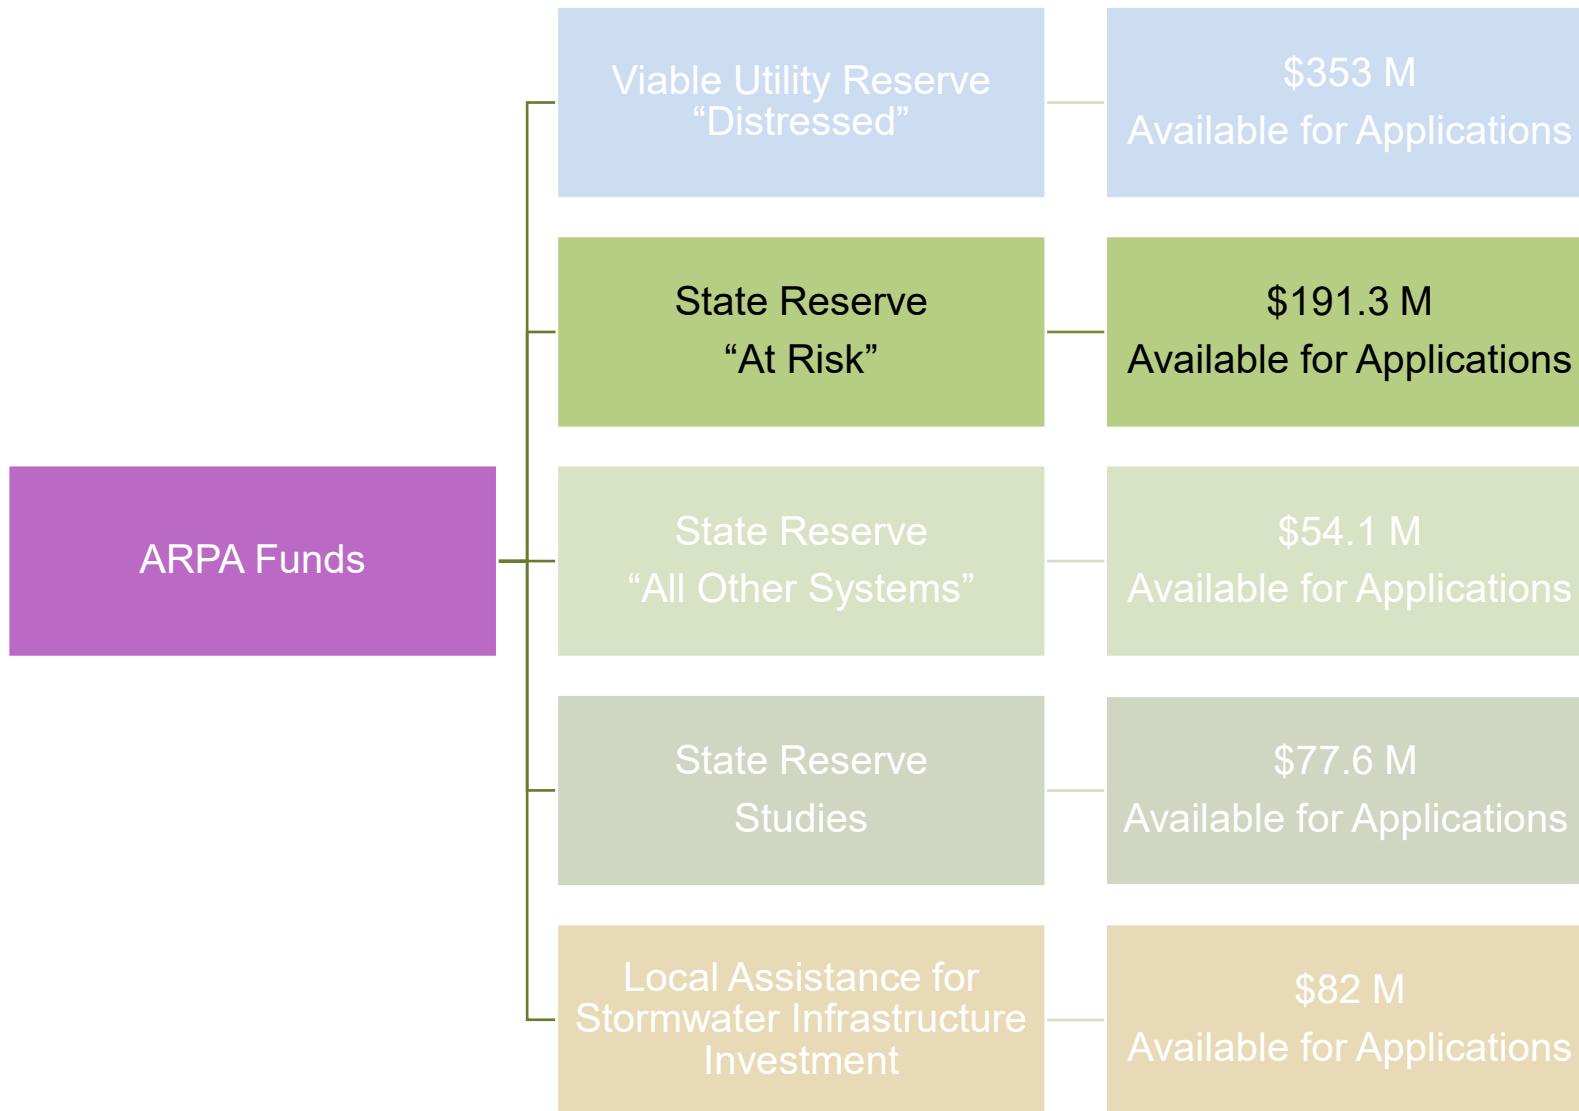 Viable Utility Reserve
“Distressed”
$353 M
Available for Applications
State Reserve
“At Risk”
$191.3 M
Available for Applications
ARPA Funds
State Reserve
“All Other Systems”
$54.1 M
Available for Applications
State Reserve
Studies
$77.6 M
Available for Applications
Local Assistance for
Stormwater Infrastructure
Investment
$82 M
Available for Applications